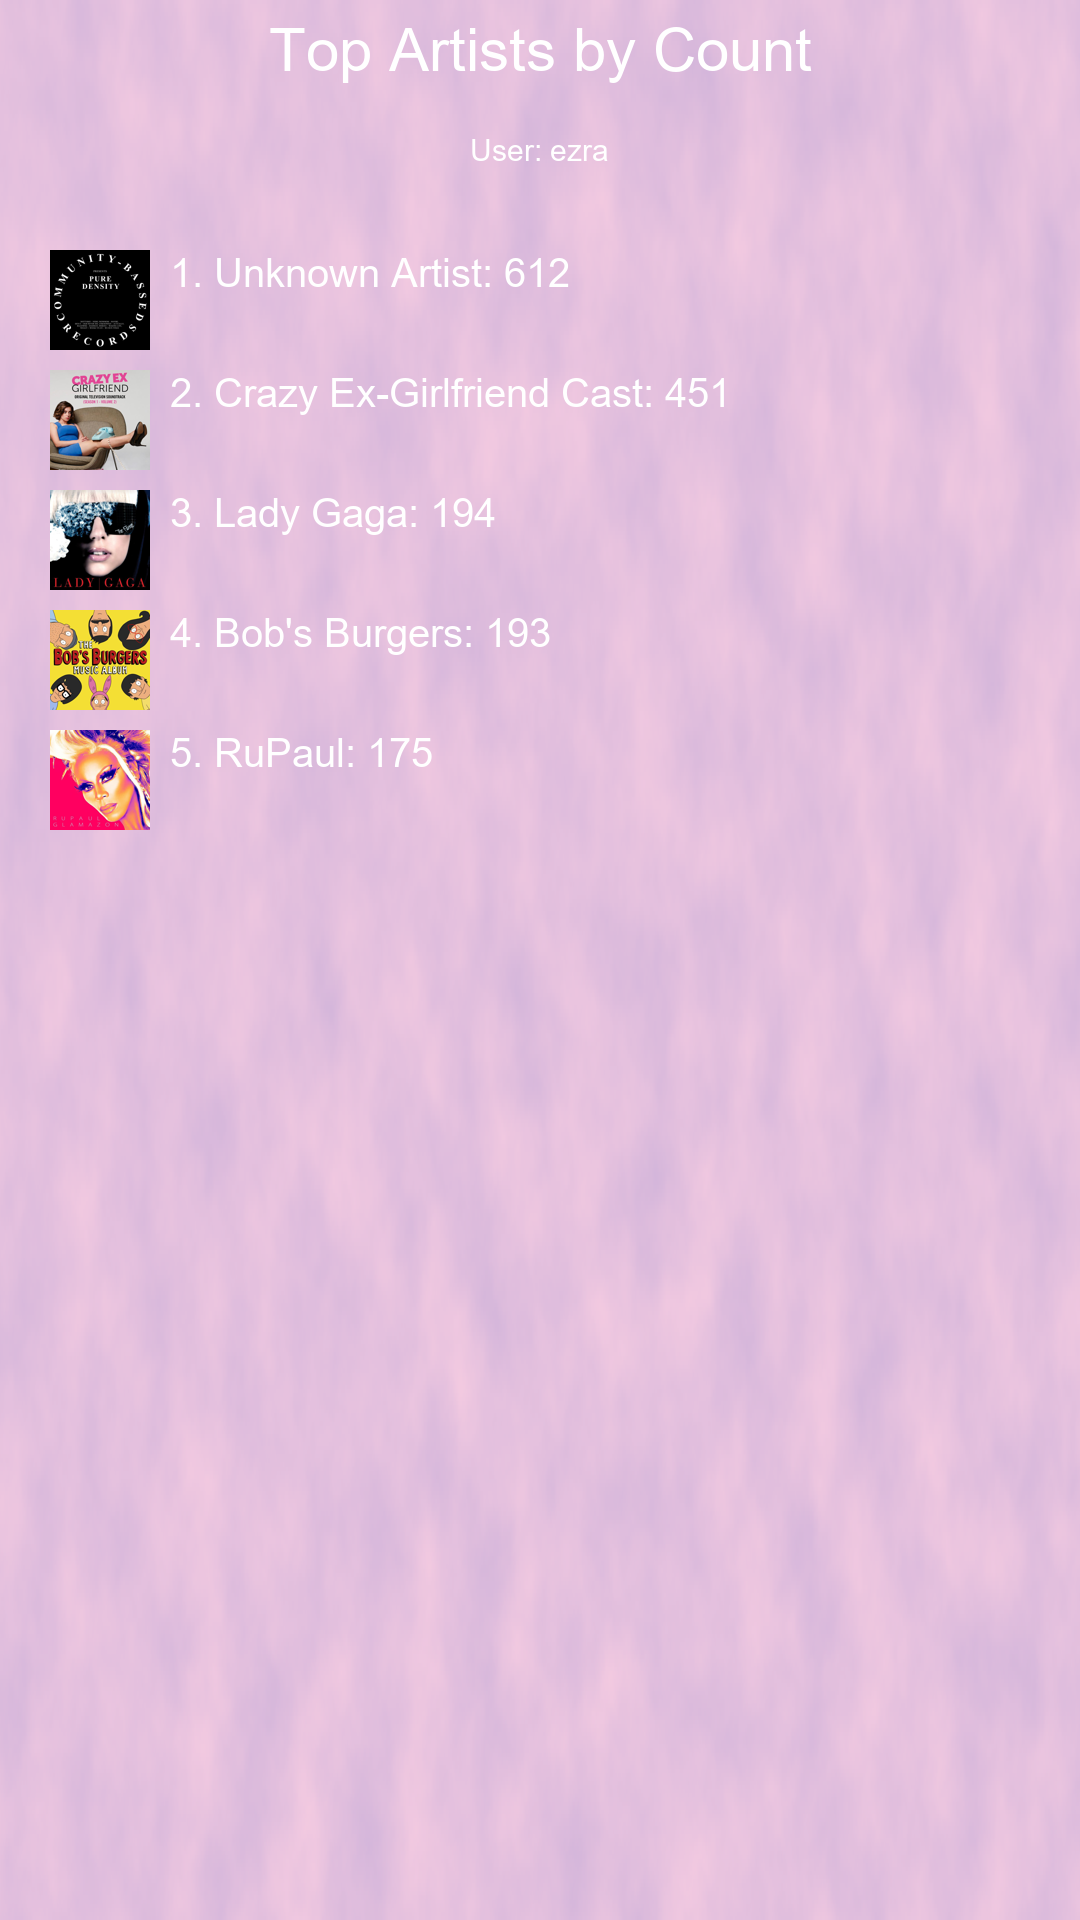 Top Artists by Count
User: ezra
COMMUNITY-BASSED RECORDS
PURE
DENSITY
1. Unknown Artist: 612
CRAZY EX
GIRLFRIEND
ORIGINAL TELEVISION SOUNDTRACK
2. Crazy Ex-Girlfriend Cast: 451
LADY GAGA
3. Lady Gaga: 194
THE
BOB'S BURGERS
MUSIC ALBUM
4. Bob's Burgers: 193
RUPAUL
GLAMAZON
5. RuPaul: 175